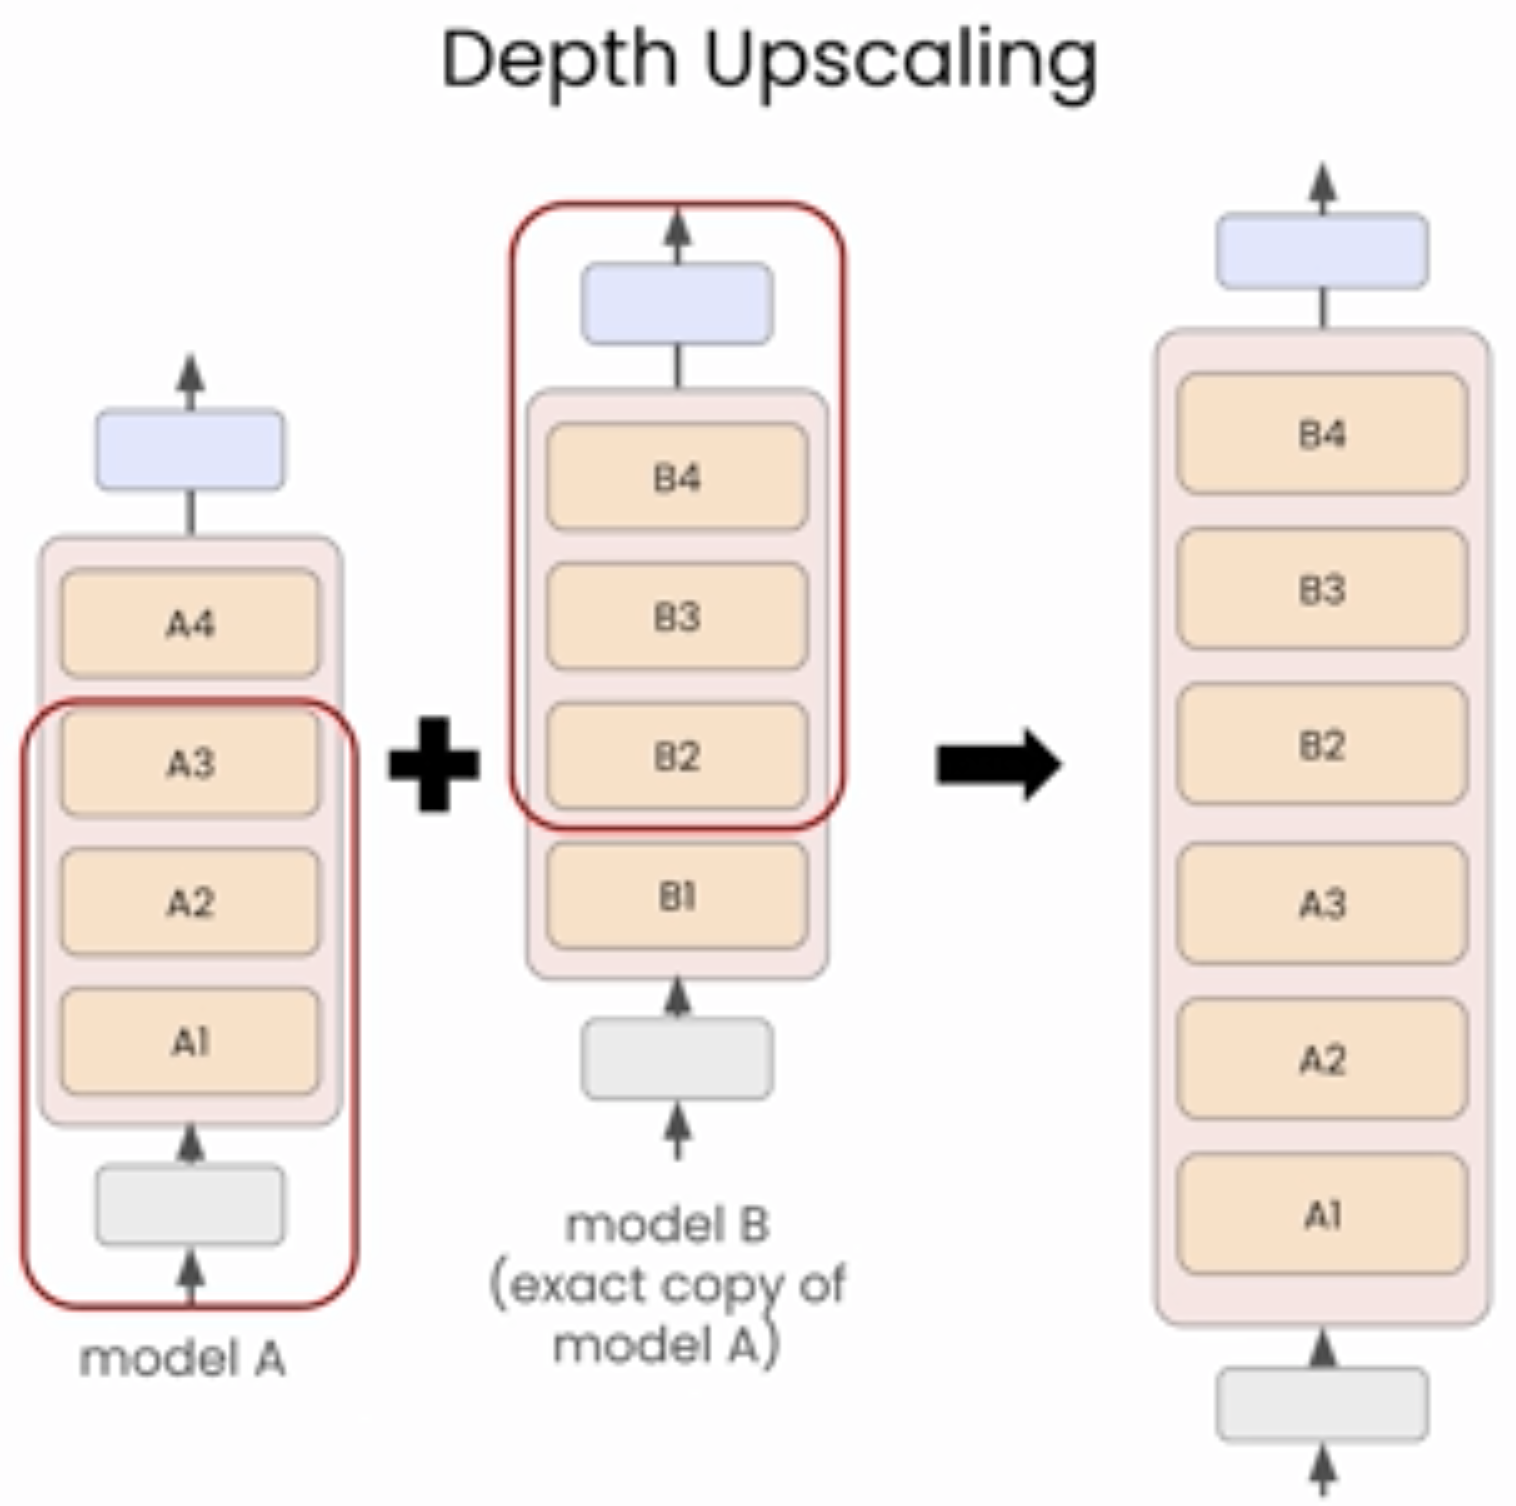 Depth Upscaling
A4
A3
A2
A1
model A
B4
B3
B2
B1
model B
(exact copy of
model A)
B4
B3
B2
A3
A2
A1